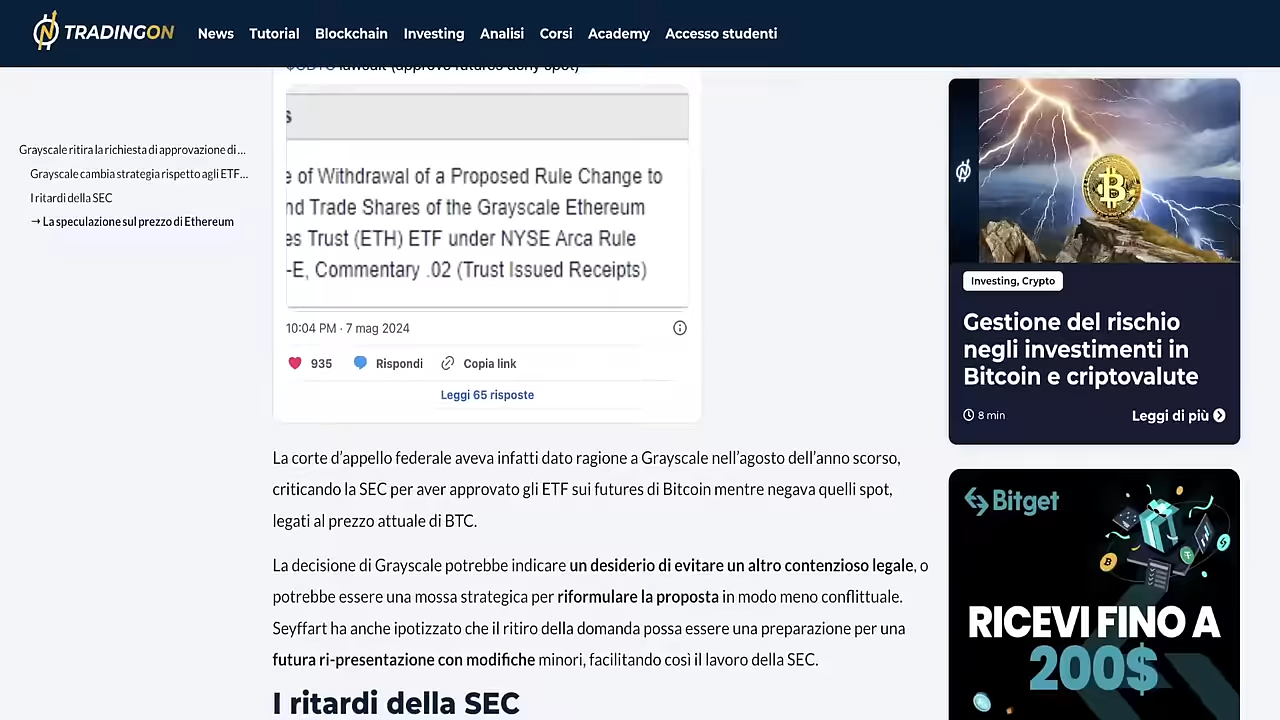 TRADINGON
News Tutorial Blockchain Investing Analisi Corsi Academy Accesso studenti
Grayscale ritira la richiesta di approvazione di ...
Grayscale cambia strategia rispetto agli ETF...
I ritardi della SEC
→ La speculazione sul prezzo di Ethereum
s
e of Withdrawal of a Proposed Rule Change to
nd Trade Shares of the Grayscale Ethereum
es Trust (ETH) ETF under NYSE Arca Rule
-E, Commentary .02 (Trust Issued Receipts)
10:04 PM · 7 mag 2024
935 Rispondi Copia link
Leggi 65 risposte
La corte d’appello federale aveva infatti dato ragione a Grayscale nell’agosto dell’anno scorso,
criticando la SEC per aver approvato gli ETF sui futures di Bitcoin mentre negava quelli spot,
legati al prezzo attuale di BTC.
La decisione di Grayscale potrebbe indicare un desiderio di evitare un altro contenzioso legale, o
potrebbe essere una mossa strategica per riformulare la proposta in modo meno conflittuale.
Seyffart ha anche ipotizzato che il ritiro della domanda possa essere una preparazione per una
futura ri-presentazione con modifiche minori, facilitando così il lavoro della SEC.
I ritardi della SEC
Investing, Crypto
Gestione del rischio
negli investimenti in
Bitcoin e criptovalute
8 min Leggi di più
Bitget
RICEVI FINO A
200$